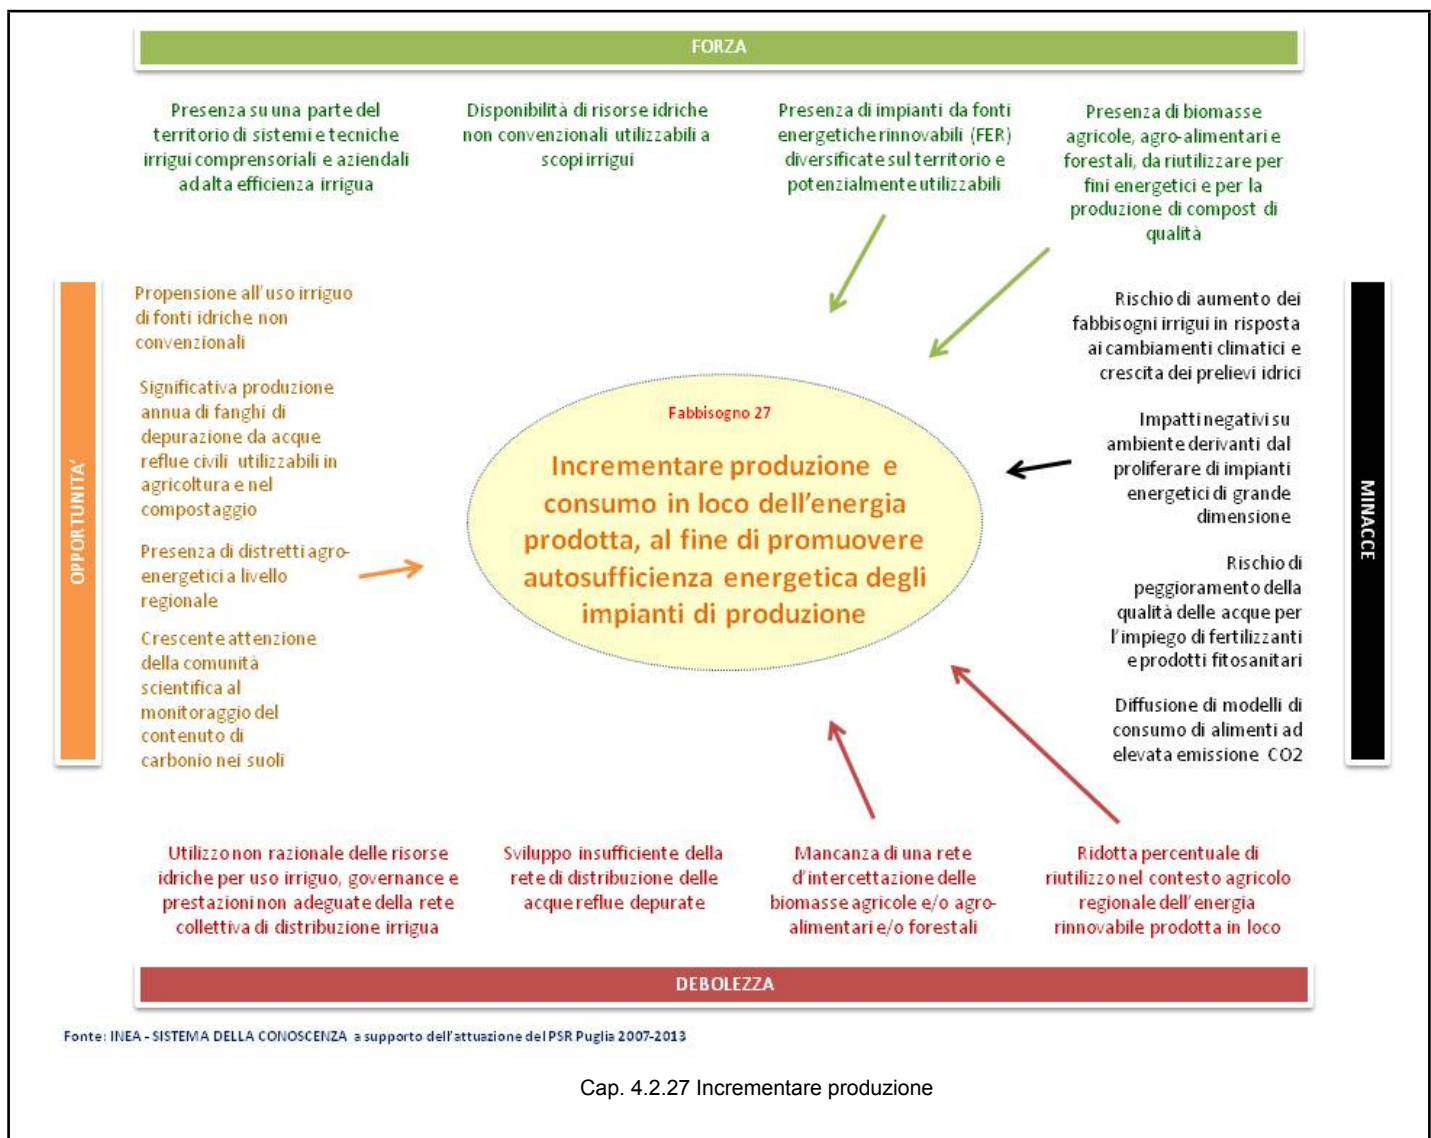 FORZA
Presenza su una parte del
territorio di sistemi e tecniche
irrigui comprensoriali e aziendali
ad alta efficienza irrigua
Disponibilità di risorse idriche
non convenzionali utilizzabili a
scopi irrigui
Presenza di impianti da fonti
energetiche rinnovabili (FER)
diversificate sul territorio e
potenzialmente utilizzabili
Presenza di biomasse
agricole, agro-alimentari e
forestali, da riutilizzare per
fini energetici e per la
produzione di compost di
qualità
OPPORTUNITA'
Propensione all'uso irriguo
di fonti idriche non
convenzionali
Significativa produzione
annua di fanghi di
depurazione da acque
reflue civili utilizzabili in
agricoltura e nel
compostaggio
Presenza di distretti agro-
energetici a livello
regionale
Crescente attenzione
della comunità
scientifica al
monitoraggio del
contenuto di
carbonio nei suoli
Fabbisogno 27
Incrementare produzione e
consumo in loco dell'energia
prodotta, al fine di promuovere
autosufficienza energetica degli
impianti di produzione
Rischio di aumento dei
fabbisogni irrigui in risposta
ai cambiamenti climatici e
crescita dei prelievi idrici
Impatti negativi su
ambiente derivanti dal
proliferare di impianti
energetici di grande
dimensione
Rischio di
peggioramento della
qualità delle acque per
l'impiego di fertilizzanti
e prodotti fitosanitari
Diffusione di modelli di
consumo di alimenti ad
elevata emissione CO2
MINACCE
Utilizzo non razionale delle risorse
idriche per uso irriguo, governance e
prestazioni non adeguate della rete
collettiva di distribuzione irrigua
Sviluppo insufficiente della
rete di distribuzione delle
acque reflue depurate
Mancanza di una rete
d'intercettazione delle
biomasse agricole e/o agro-
alimentari e/o forestali
Ridotta percentuale di
riutilizzo nel contesto agricolo
regionale dell'energia
rinnovabile prodotta in loco
DEBOLEZZA
Fonte: INEA - SISTEMA DELLA CONOSCENZA a supporto dell'attuazione del PSR Puglia 2007-2013
Cap. 4.2.27 Incrementare produzione